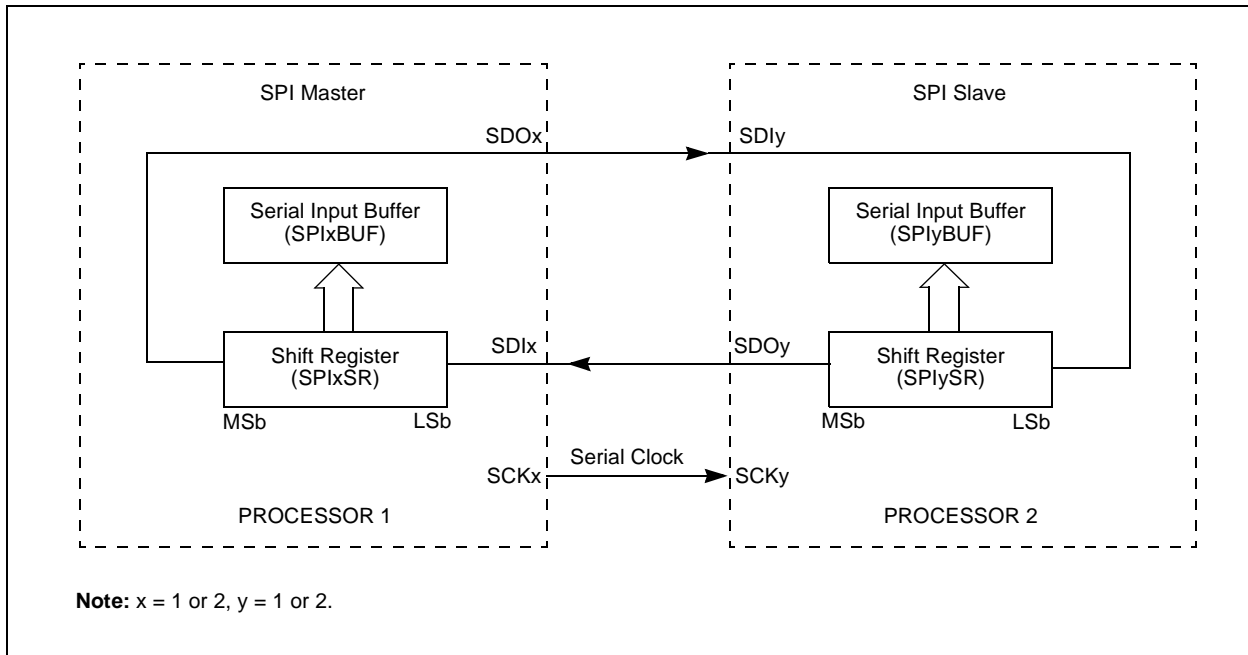 SPI Master
SPI Slave
SDOx
SDIy
Serial Input Buffer
(SPIxBUF)
Serial Input Buffer
(SPIyBUF)
Shift Register
(SPIxSR)
SDIx
SDOy
Shift Register
(SPIySR)
MSb
LSb
MSb
LSb
SCKx
Serial Clock
SCKy
PROCESSOR 1
PROCESSOR 2
Note: x = 1 or 2, y = 1 or 2.